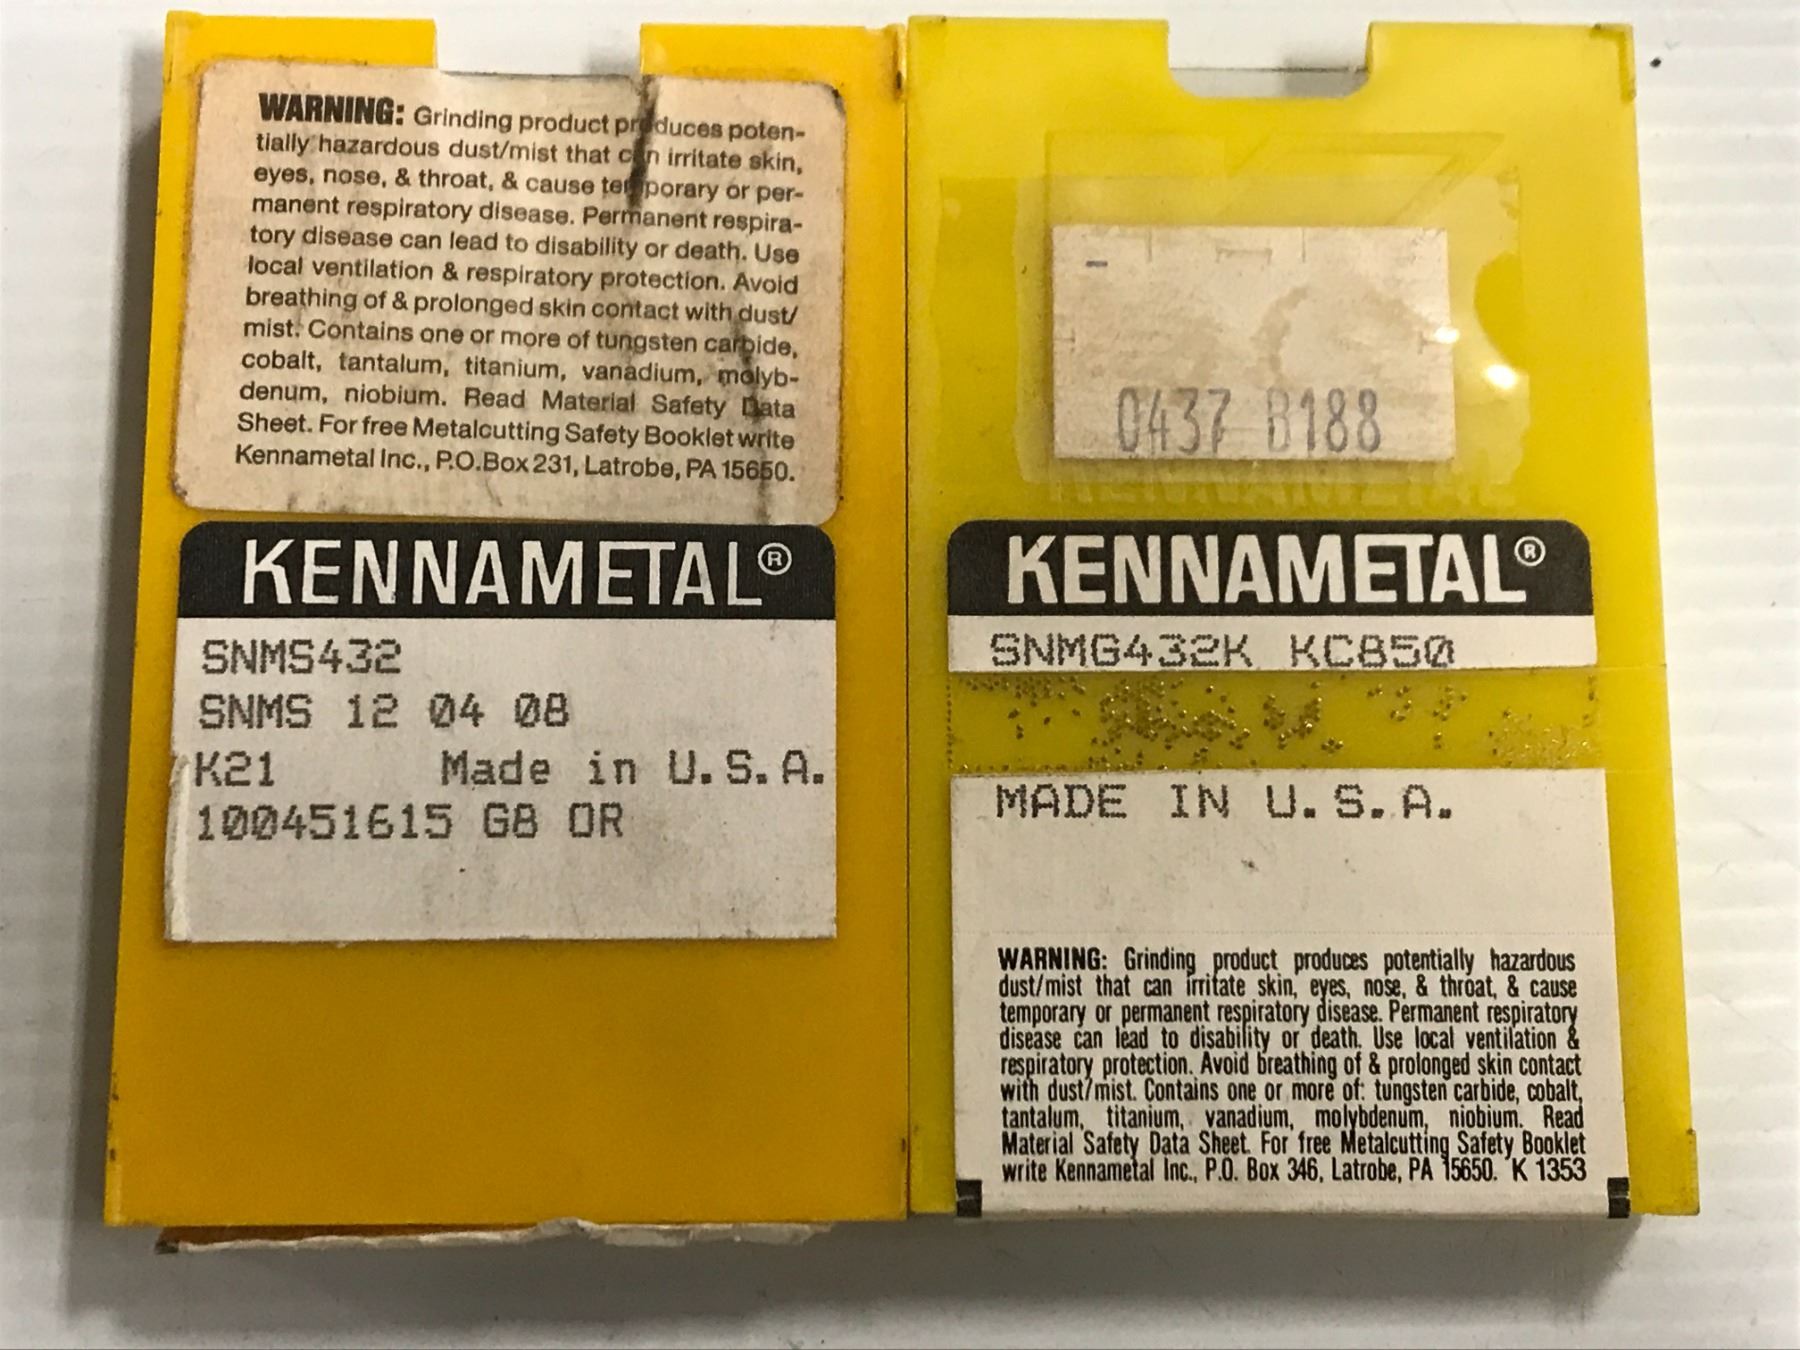 WARNING: Grinding product produces poten-
tially hazardous dust/mist that can irritate skin,
eyes, nose, & throat, & cause temporary or per-
manent respiratory disease. Permanent respira-
tory disease can lead to disability or death. Use
local ventilation & respiratory protection. Avoid
breathing of & prolonged skin contact with dust/
mist. Contains one or more of tungsten carbide,
cobalt, tantalum, titanium, vanadium, molyb-
denum, niobium. Read Material Safety Data
Sheet. For free Metalcutting Safety Booklet write
Kennametal Inc., P.O.Box 231, Latrobe, PA 15650.
KENNAMETAL®
SNMS432
SNMS 12 04 08
K21 Made in U.S.A.
100451615 G8 OR
0437 B188
KENNAMETAL
KENNAMETAL®
SNMG432K KC850
MADE IN U.S.A.
WARNING: Grinding product produces potentially hazardous
dust/mist that can irritate skin, eyes, nose, & throat, & cause
temporary or permanent respiratory disease. Permanent respiratory
disease can lead to disability or death. Use local ventilation &
respiratory protection. Avoid breathing of & prolonged skin contact
with dust/mist. Contains one or more of: tungsten carbide, cobalt,
tantalum, titanium, vanadium, molybdenum, niobium. Read
Material Safety Data Sheet. For free Metalcutting Safety Booklet
write Kennametal Inc., P.O. Box 346, Latrobe, PA 15650. K 1353